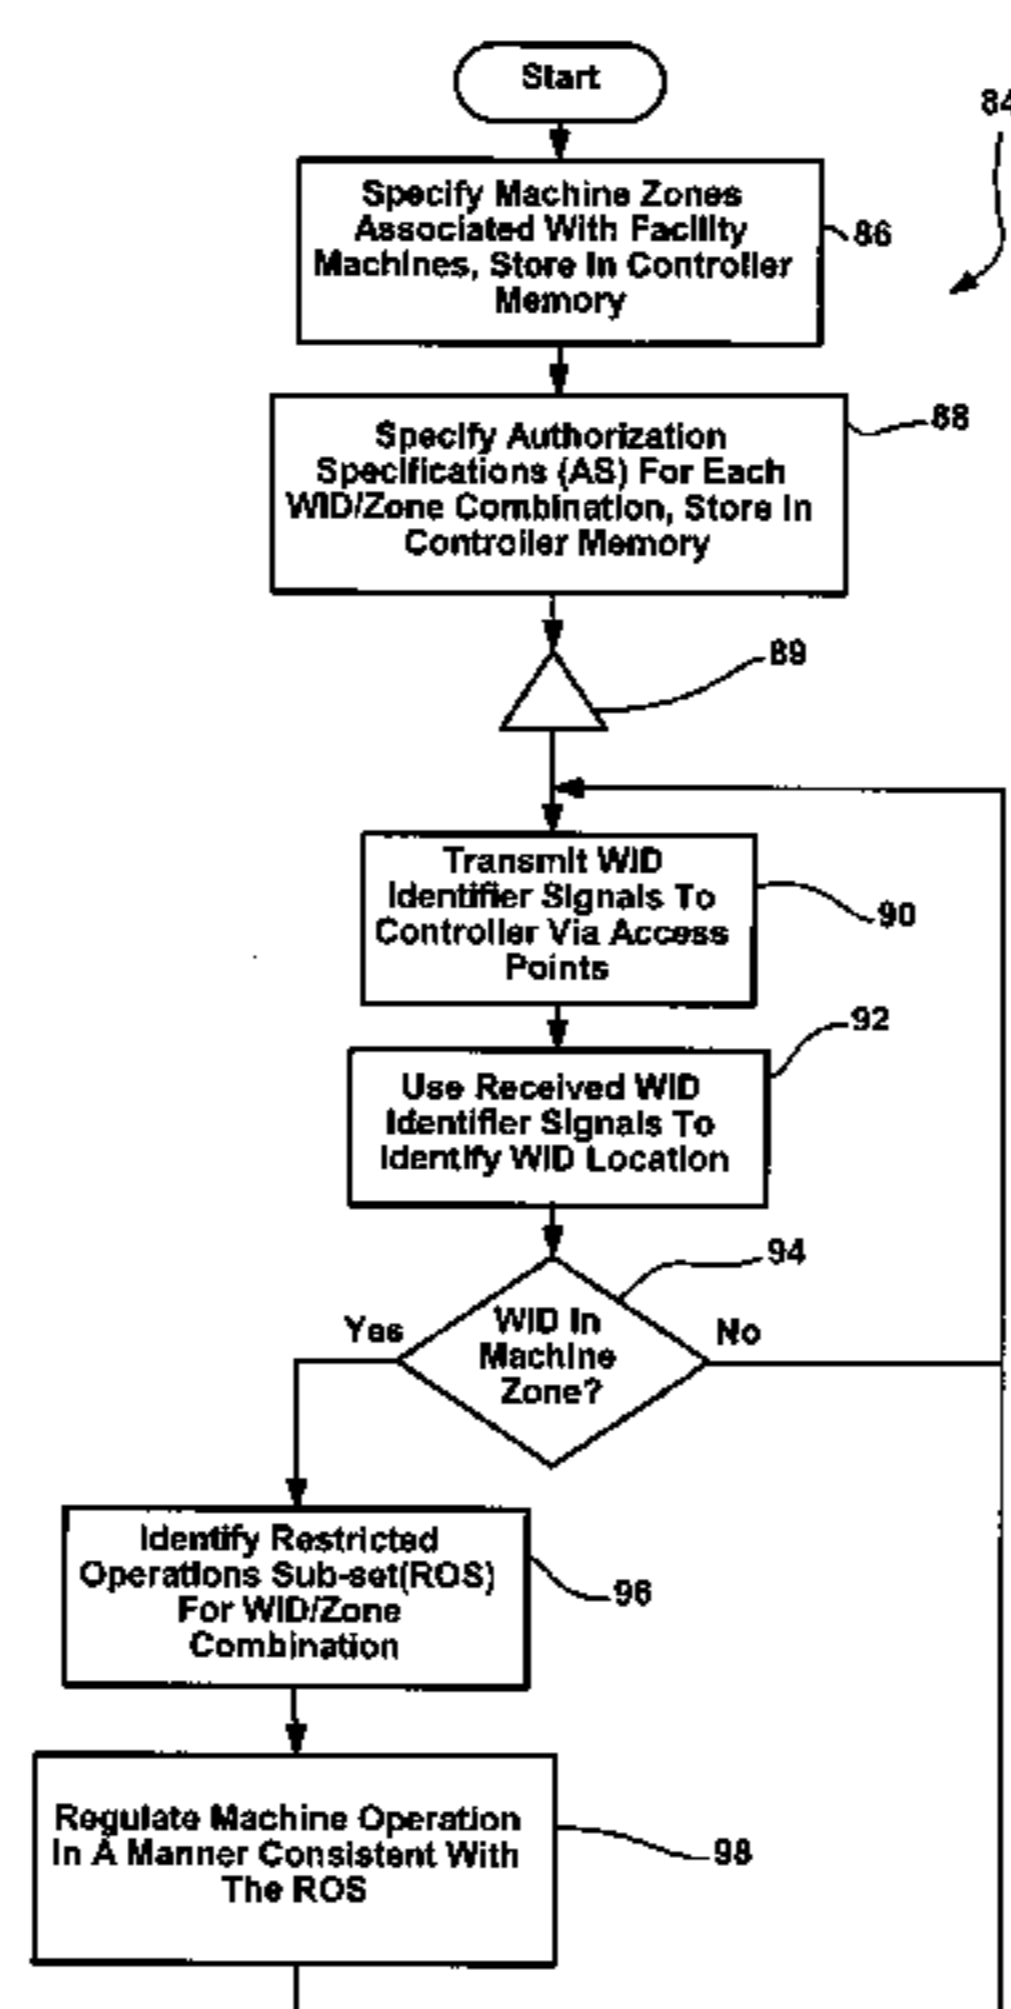 Start
84
Specify Machine Zones
Associated With Facility
Machines, Store In Controller
Memory
86
Specify Authorization
Specifications (AS) For Each
WID/Zone Combination, Store In
Controller Memory
88
89
Transmit WID
Identifier Signals To
Controller Via Access
Points
90
Use Received WID
Identifier Signals To
Identify WID Location
92
94
WID In
Machine
Zone?
Yes
No
Identify Restricted
Operations Sub-set(ROS)
For WID/Zone
Combination
96
Regulate Machine Operation
In A Manner Consistent With
The ROS
98